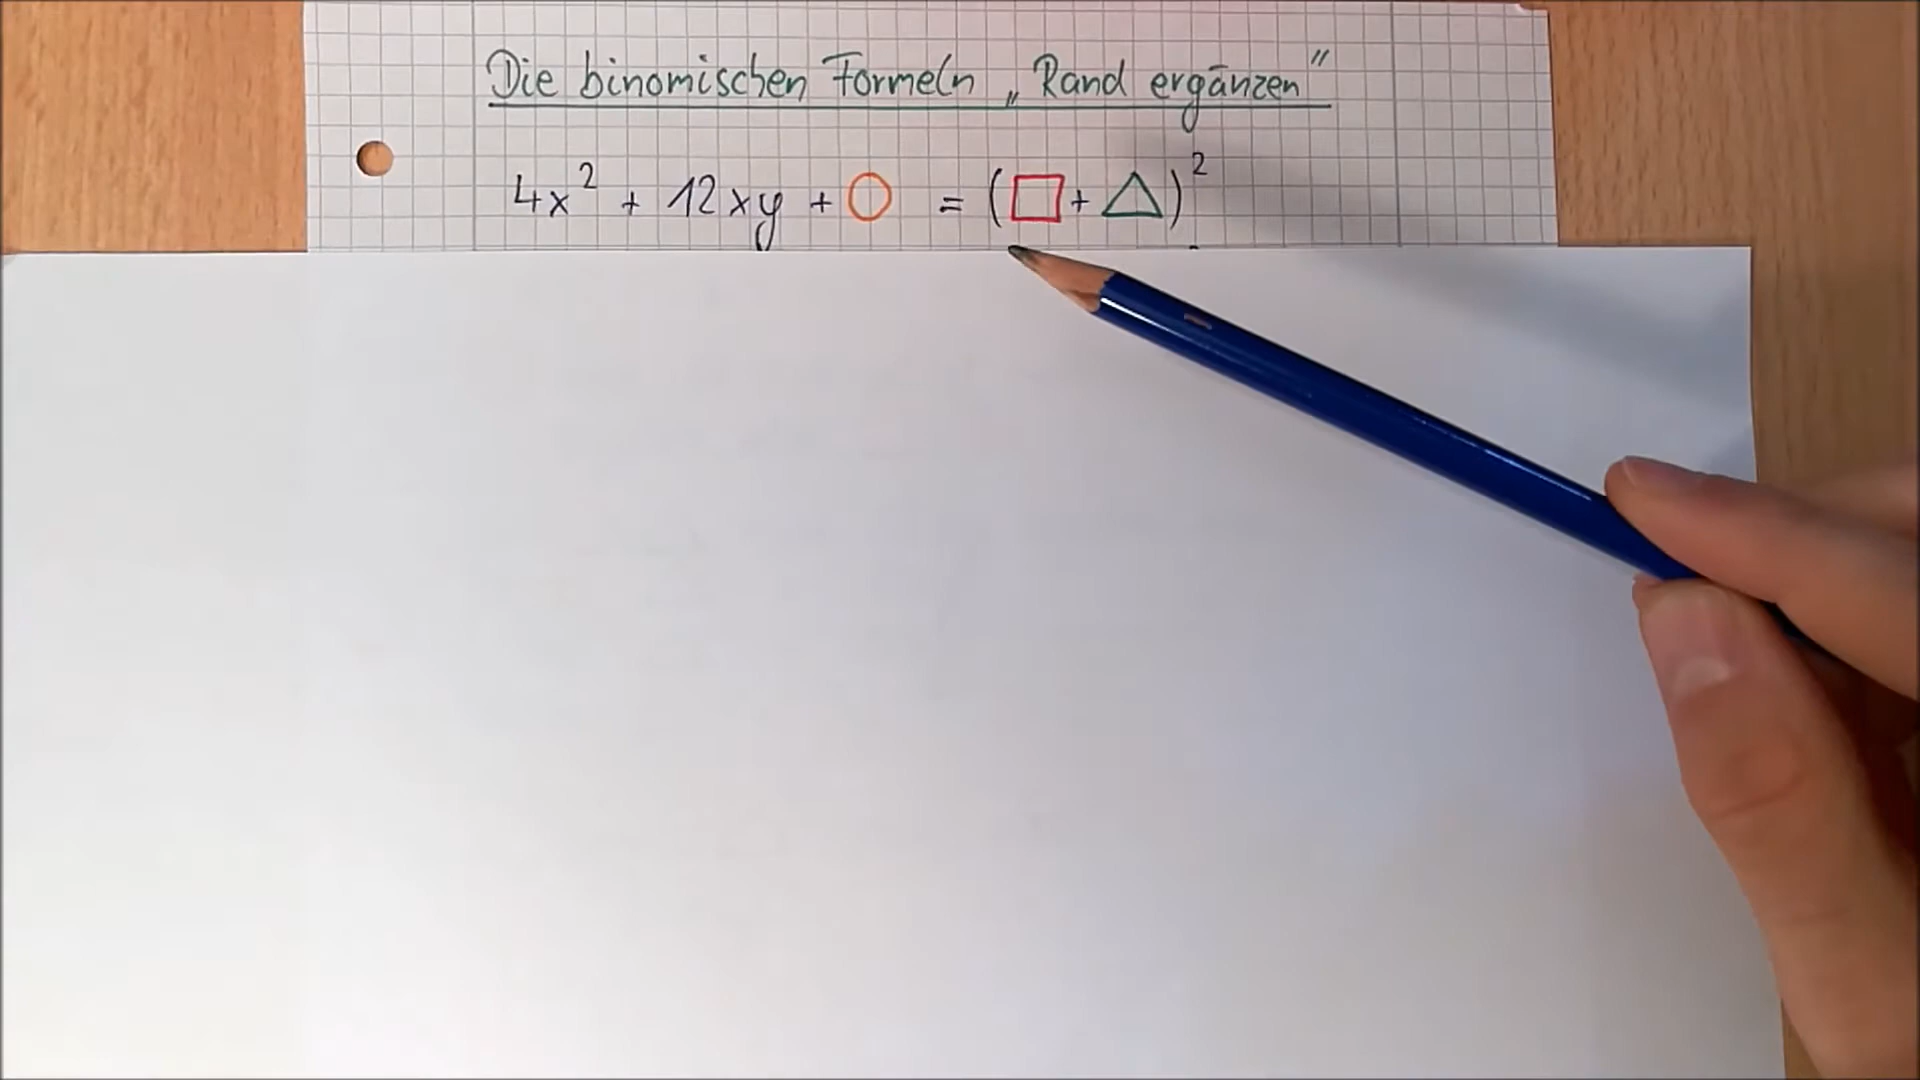 Die binomischen Formeln „Rand ergänzen“
4x² + 12xy + ○ = (□ + △)²